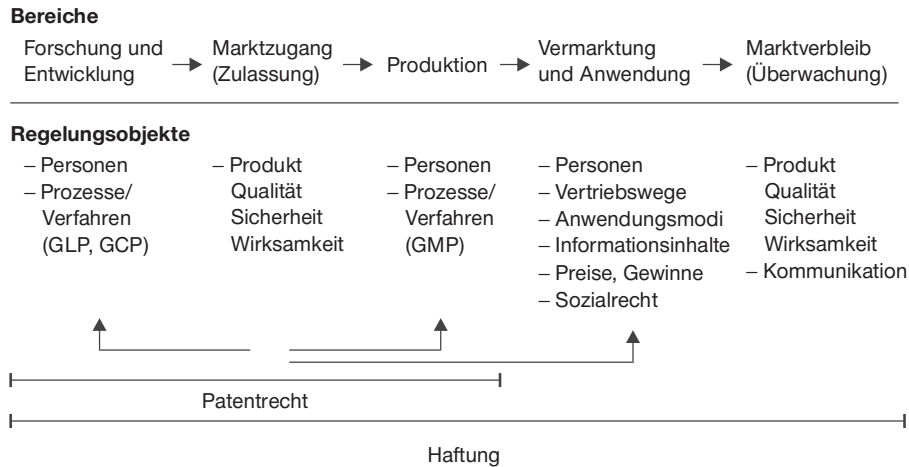 Bereiche
Forschung und
Entwicklung
Marktzugang
(Zulassung)
Produktion
Vermarktung
und Anwendung
Marktverbleib
(Überwachung)
Regelungsobjekte
– Personen
– Prozesse/
Verfahren
(GLP, GCP)
– Produkt
Qualität
Sicherheit
Wirksamkeit
– Personen
– Prozesse/
Verfahren
(GMP)
– Personen
– Vertriebswege
– Anwendungsmodi
– Informationsinhalte
– Preise, Gewinne
– Sozialrecht
– Produkt
Qualität
Sicherheit
Wirksamkeit
– Kommunikation
Patentrecht
Haftung